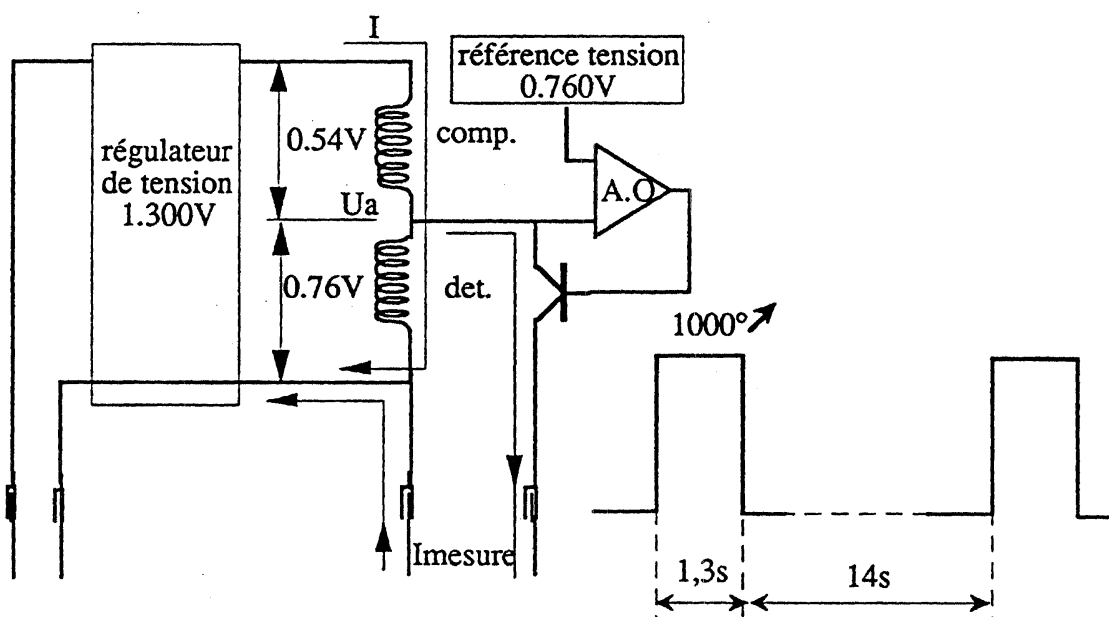 I
référence tension
0.760V
régulateur
de tension
1.300V
0.54V
comp.
A.O
Ua
0.76V
det.
1000°
Imesure
1,3s
14s